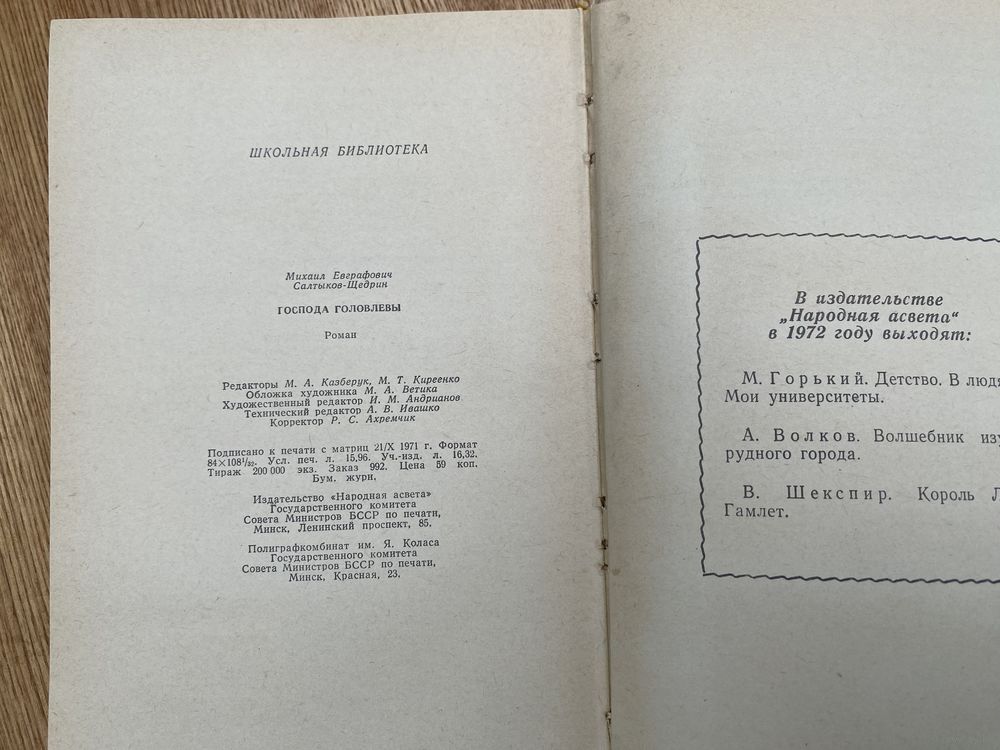 ШКОЛЬНАЯ БИБЛИОТЕКА
Михаил Евграфович
Салтыков-Щедрин
ГОСПОДА ГОЛОВЛЕВЫ
Роман
Редакторы М. А. Казберук, М. Т. Киреенко
Обложка художника М. А. Ветика
Художественный редактор И. М. Андрианов
Технический редактор А. В. Ивашко
Корректор Р. С. Ахремчик
Подписано к печати с матриц 21/X 1971 г. Формат
84×108¹/₃₂. Усл. печ. л. 15,96. Уч.-изд. л. 16,32.
Тираж 200 000 экз. Заказ 992. Цена 59 коп.
Бум. журн.
Издательство «Народная асвета»
Государственного комитета
Совета Министров БССР по печати,
Минск, Ленинский проспект, 85.
Полиграфкомбинат им. Я. Коласа
Государственного комитета
Совета Министров БССР по печати,
Минск, Красная, 23.
В издательстве
„Народная асвета“
в 1972 году выходят:
М. Горький. Детство. В людя
Мои университеты.
А. Волков. Волшебник изу
рудного города.
В. Шекспир. Король Л
Гамлет.